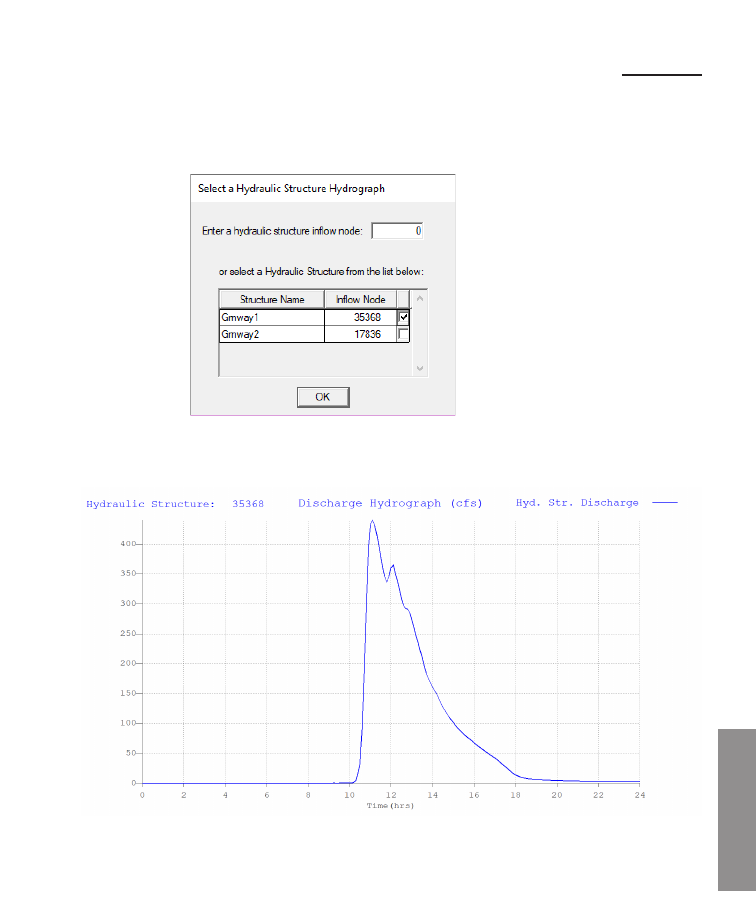 Select a Hydraulic Structure Hydrograph
Enter a hydraulic structure inflow node: 0
or select a Hydraulic Structure from the list below:
Structure Name Inflow Node
Grnway1 35368
Grnway2 17836
OK
Hydraulic Structure: 35368 Discharge Hydrograph (cfs) Hyd. Str. Discharge
400
350
300
250
200
150
100
50
0
0 2 4 6 8 10 12 14 16 18 20 22 24
Time(hrs)